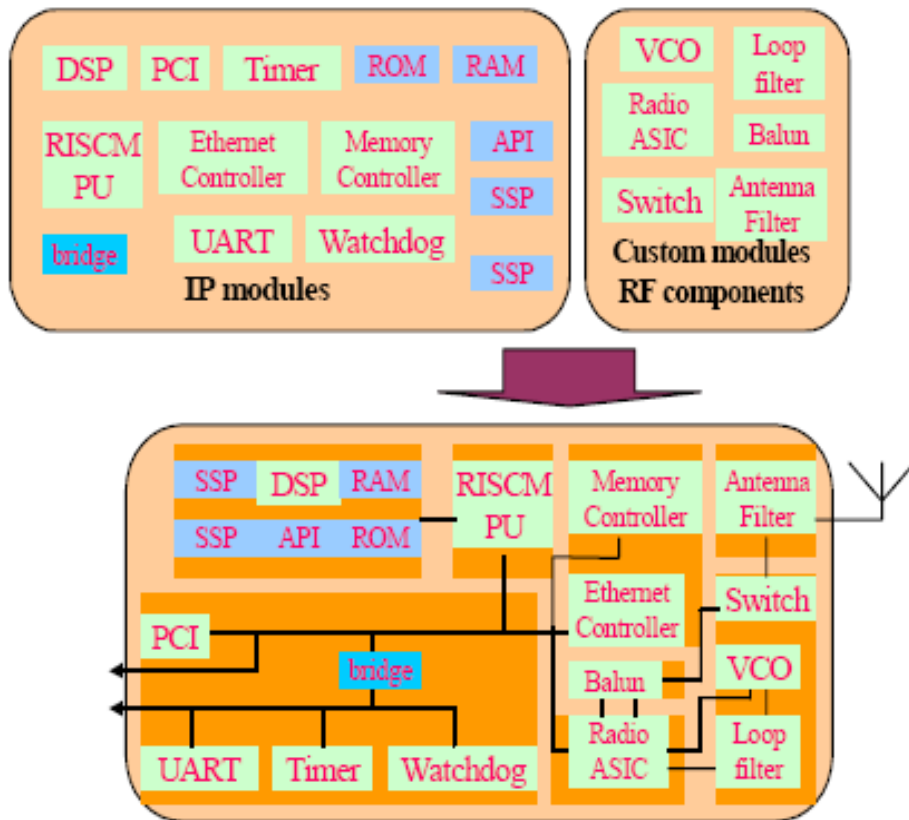 DSP PCI Timer ROM RAM
RISCM
PU
Ethernet
Controller
Memory
Controller
API
SSP
bridge
UART Watchdog
SSP
IP modules
VCO
Loop
filter
Radio
ASIC
Balun
Switch
Antenna
Filter
Custom modules
RF components
SSP DSP RAM
SSP API ROM
RISCM
PU
Memory
Controller
Antenna
Filter
Ethernet
Controller
Switch
PCI
bridge
Balun
VCO
UART Timer Watchdog
Radio
ASIC
Loop
filter